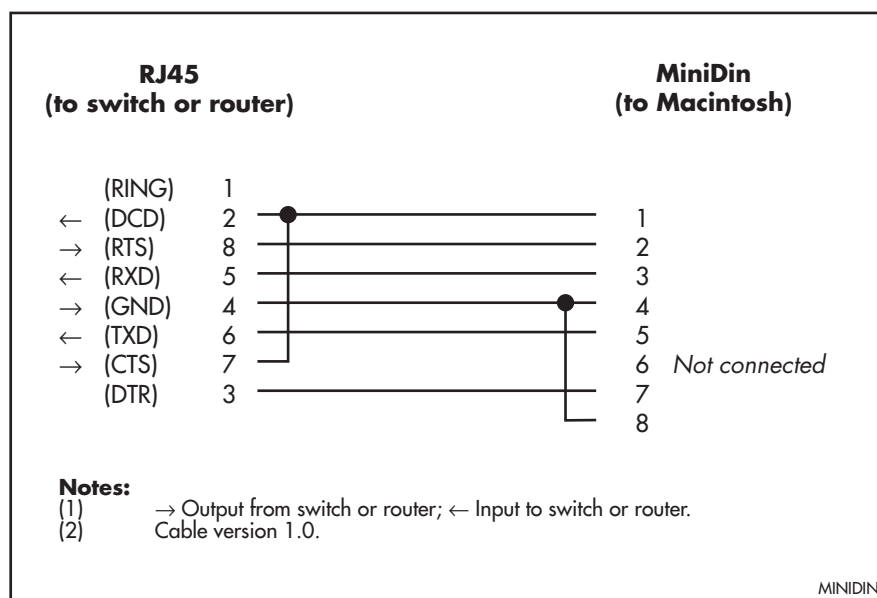 RJ45
(to switch or router)
MiniDin
(to Macintosh)
(RING) 1
← (DCD) 2 1
→ (RTS) 8 2
← (RXD) 5 3
→ (GND) 4 4
← (TXD) 6 5
→ (CTS) 7 6 Not connected
(DTR) 3 7
8
Notes:
(1) → Output from switch or router; ← Input to switch or router.
(2) Cable version 1.0.
MINIDIN